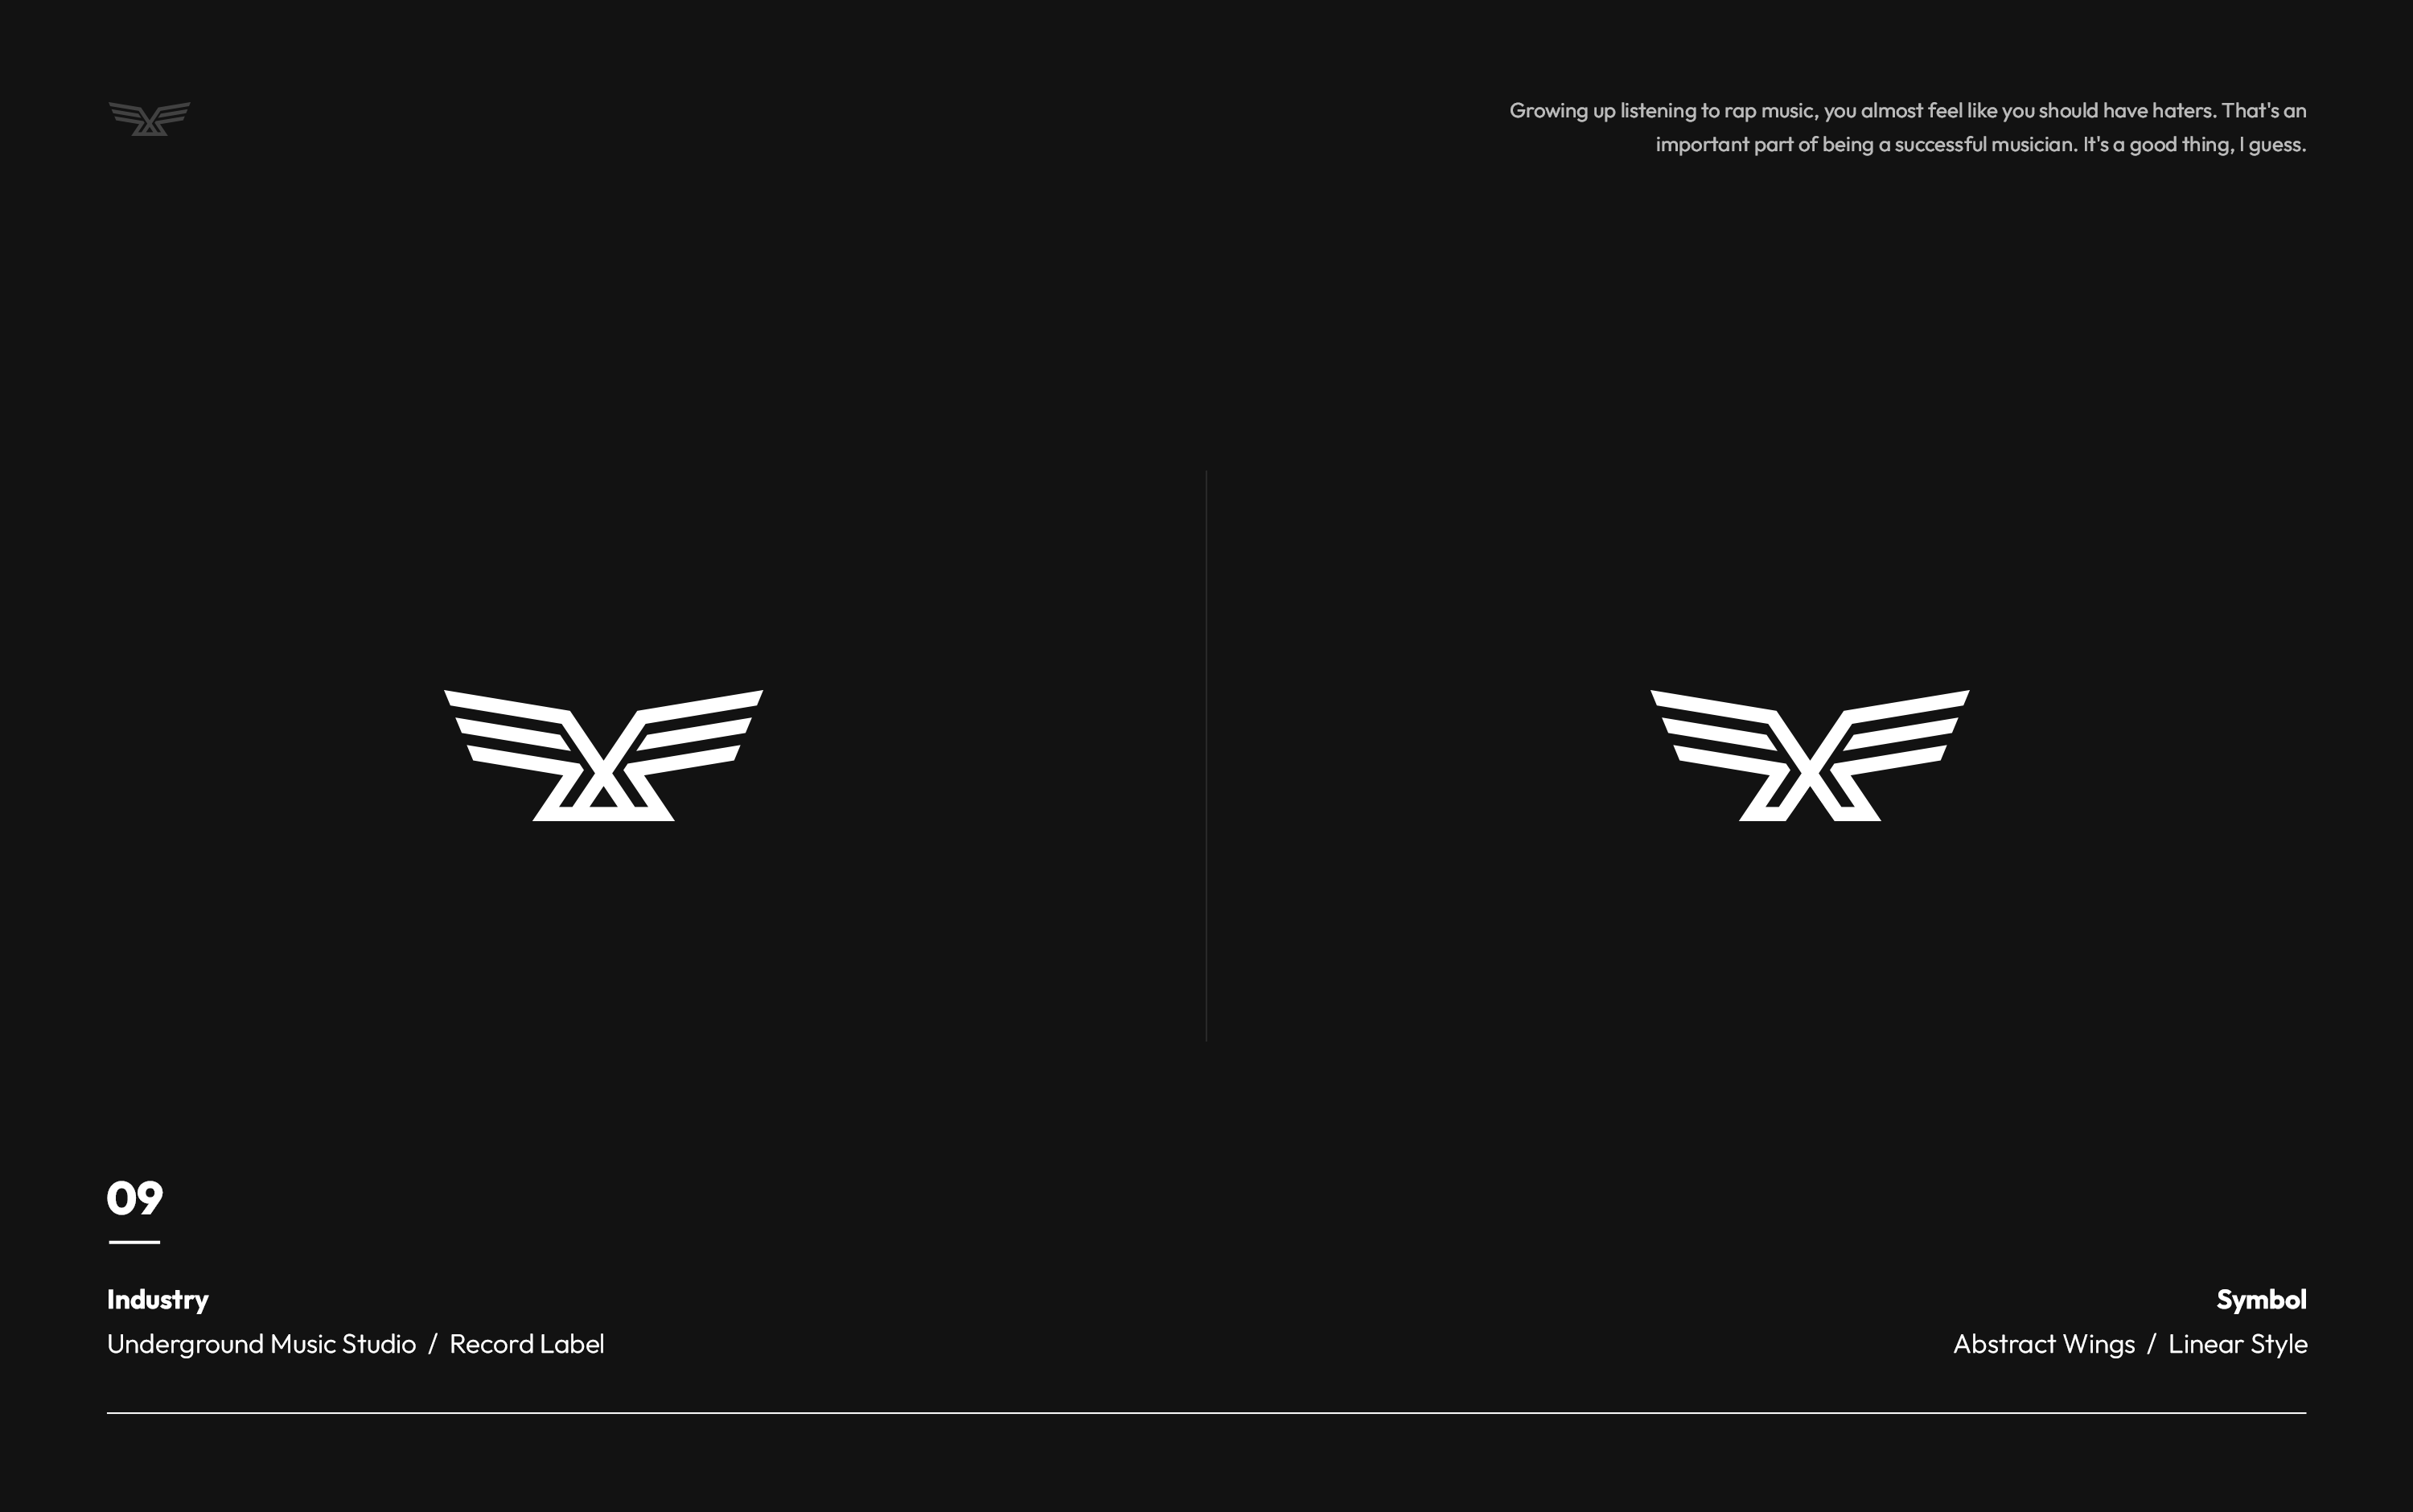 Growing up listening to rap music, you almost feel like you should have haters. That's an
important part of being a successful musician. It's a good thing, I guess.
09
Industry
Underground Music Studio / Record Label
Symbol
Abstract Wings / Linear Style